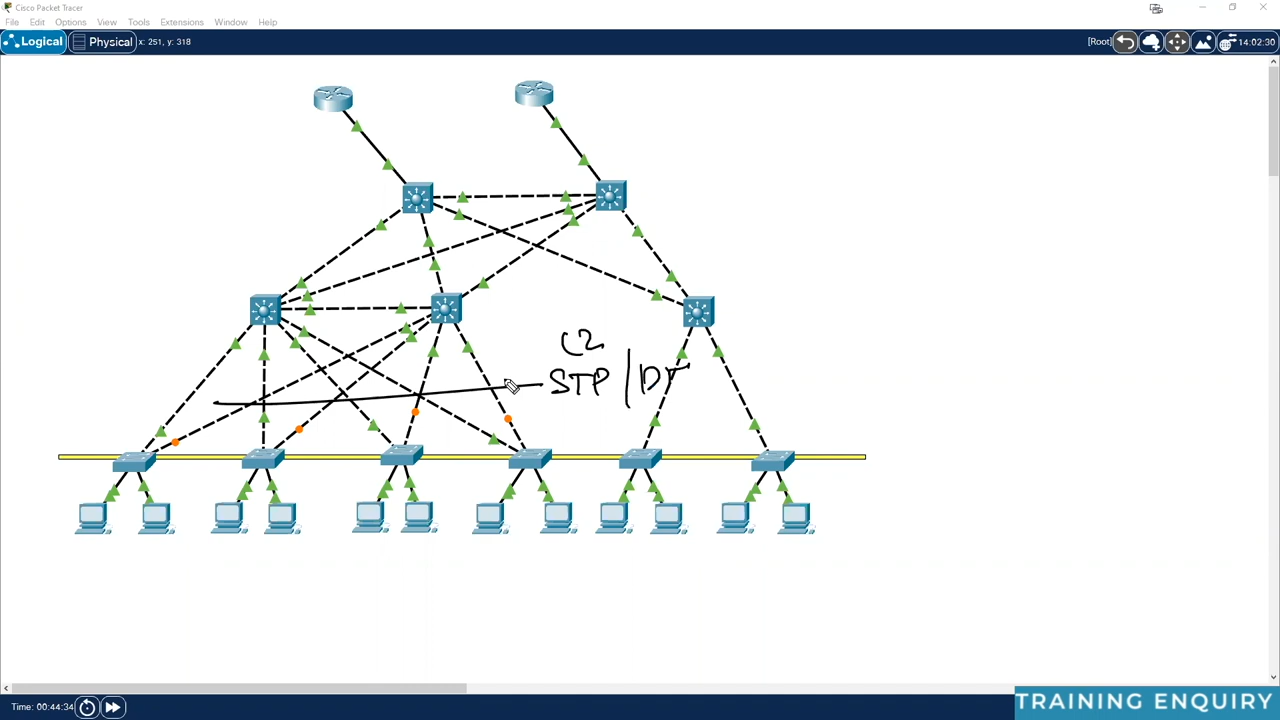 Cisco Packet Tracer
File Edit Options View Tools Extensions Window Help
Logical Physical x: 251, y: 318 [Root] 14:02:30
L2
STP /DT
Time: 00:44:34
TRAINING ENQUIRY